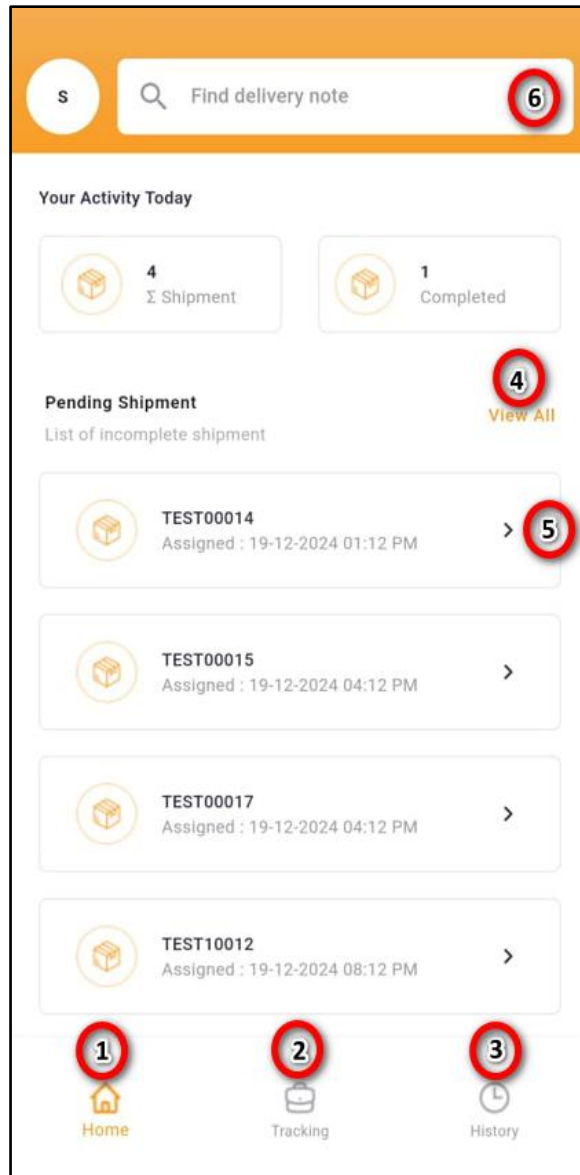 S
Find delivery note
6
Your Activity Today
4
Σ Shipment
1
Completed
4
Pending Shipment
View All
List of incomplete shipment
TEST00014
Assigned : 19-12-2024 01:12 PM
5
TEST00015
Assigned : 19-12-2024 04:12 PM
TEST00017
Assigned : 19-12-2024 04:12 PM
TEST10012
Assigned : 19-12-2024 08:12 PM
1
2
3
Home
Tracking
History